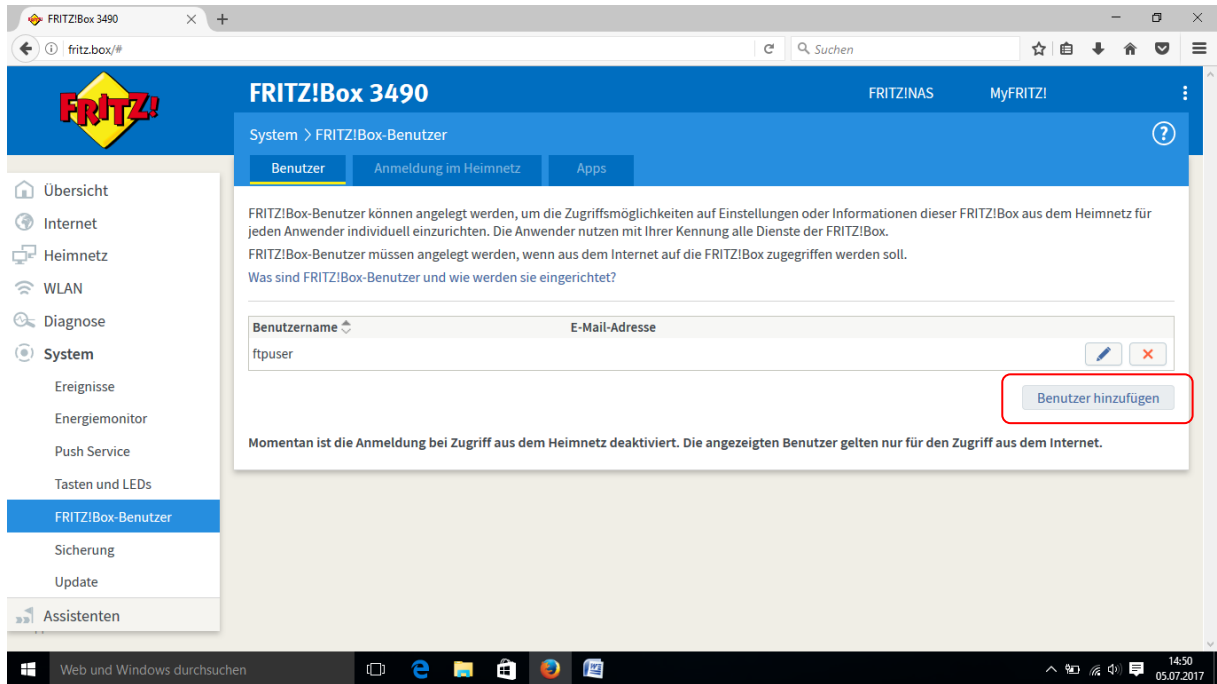 FRITZ!Box 3490
fritz.box/#
Suchen
FRITZ!
FRITZ!Box 3490
FRITZ!NAS
MyFRITZ!
System > FRITZ!Box-Benutzer
Benutzer
Anmeldung im Heimnetz
Apps
Übersicht
Internet
Heimnetz
WLAN
Diagnose
System
Ereignisse
Energiemonitor
Push Service
Tasten und LEDs
FRITZ!Box-Benutzer
Sicherung
Update
Assistenten
FRITZ!Box-Benutzer können angelegt werden, um die Zugriffsmöglichkeiten auf Einstellungen oder Informationen dieser FRITZ!Box aus dem Heimnetz für
jeden Anwender individuell einzurichten. Die Anwender nutzen mit Ihrer Kennung alle Dienste der FRITZ!Box.
FRITZ!Box-Benutzer müssen angelegt werden, wenn aus dem Internet auf die FRITZ!Box zugegriffen werden soll.
Was sind FRITZ!Box-Benutzer und wie werden sie eingerichtet?
Benutzername
E-Mail-Adresse
ftpuser
Benutzer hinzufügen
Momentan ist die Anmeldung bei Zugriff aus dem Heimnetz deaktiviert. Die angezeigten Benutzer gelten nur für den Zugriff aus dem Internet.
Web und Windows durchsuchen
14:50
05.07.2017